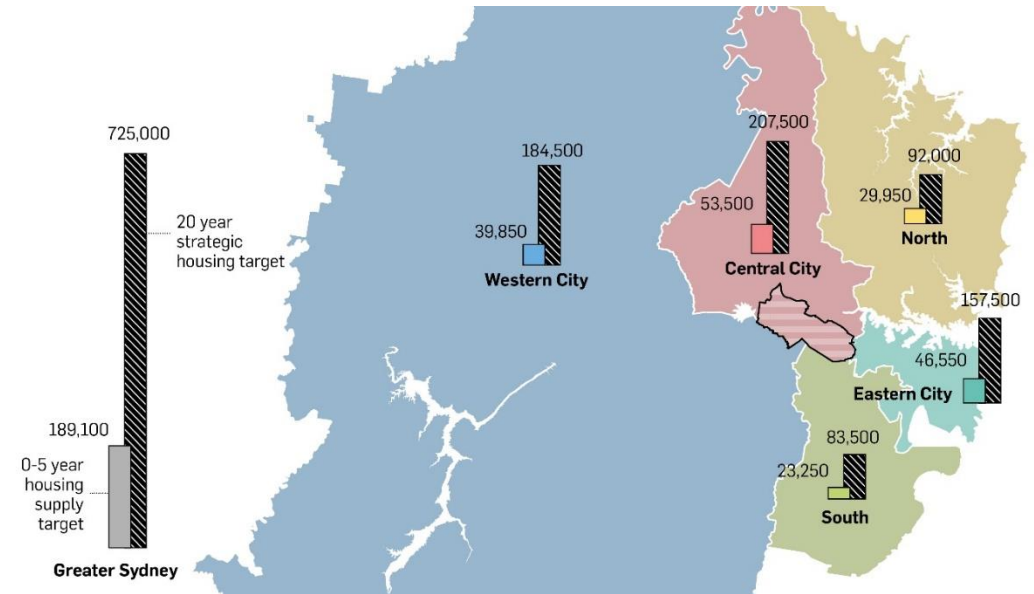 725,000
20 year
strategic
housing target
189,100
0-5 year
housing
supply
target
Greater Sydney
184,500
39,850
Western City
207,500
53,500
Central City
92,000
29,950
North
157,500
46,550
Eastern City
83,500
23,250
South